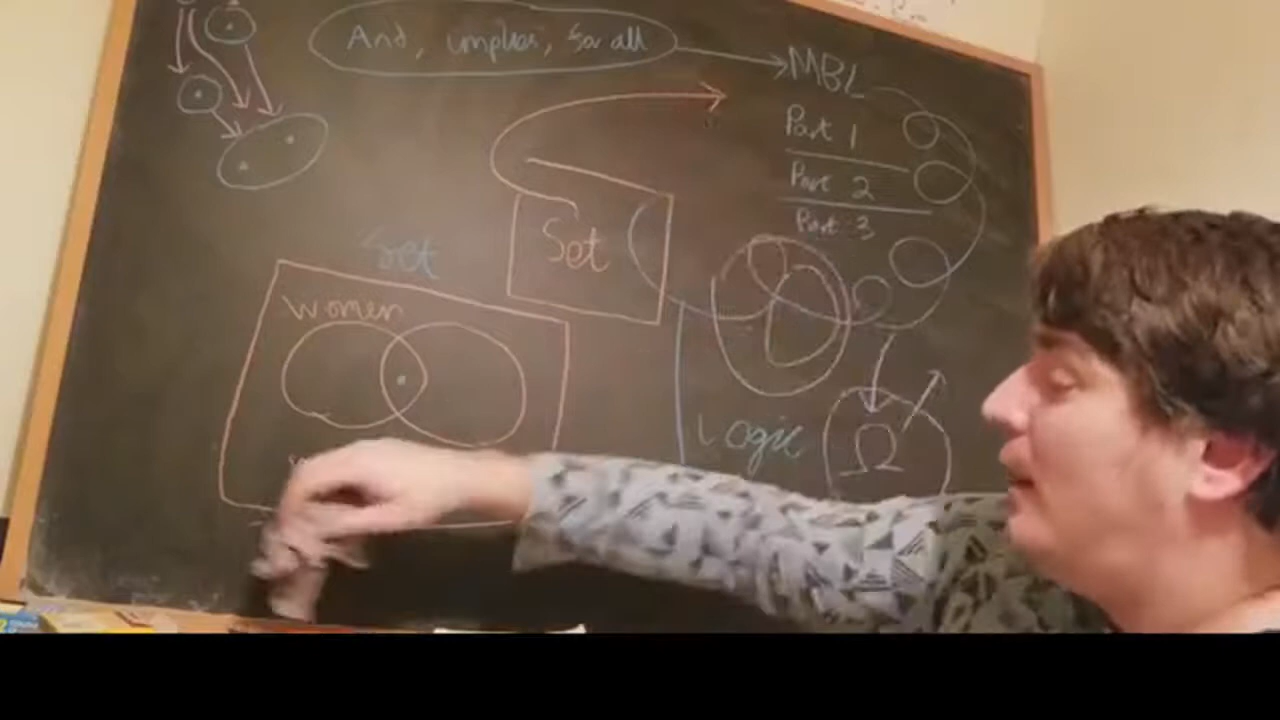 And, implies, for all
MBL
Part 1
Part 2
Part 3
Set
Set
Women
Logic
Ω